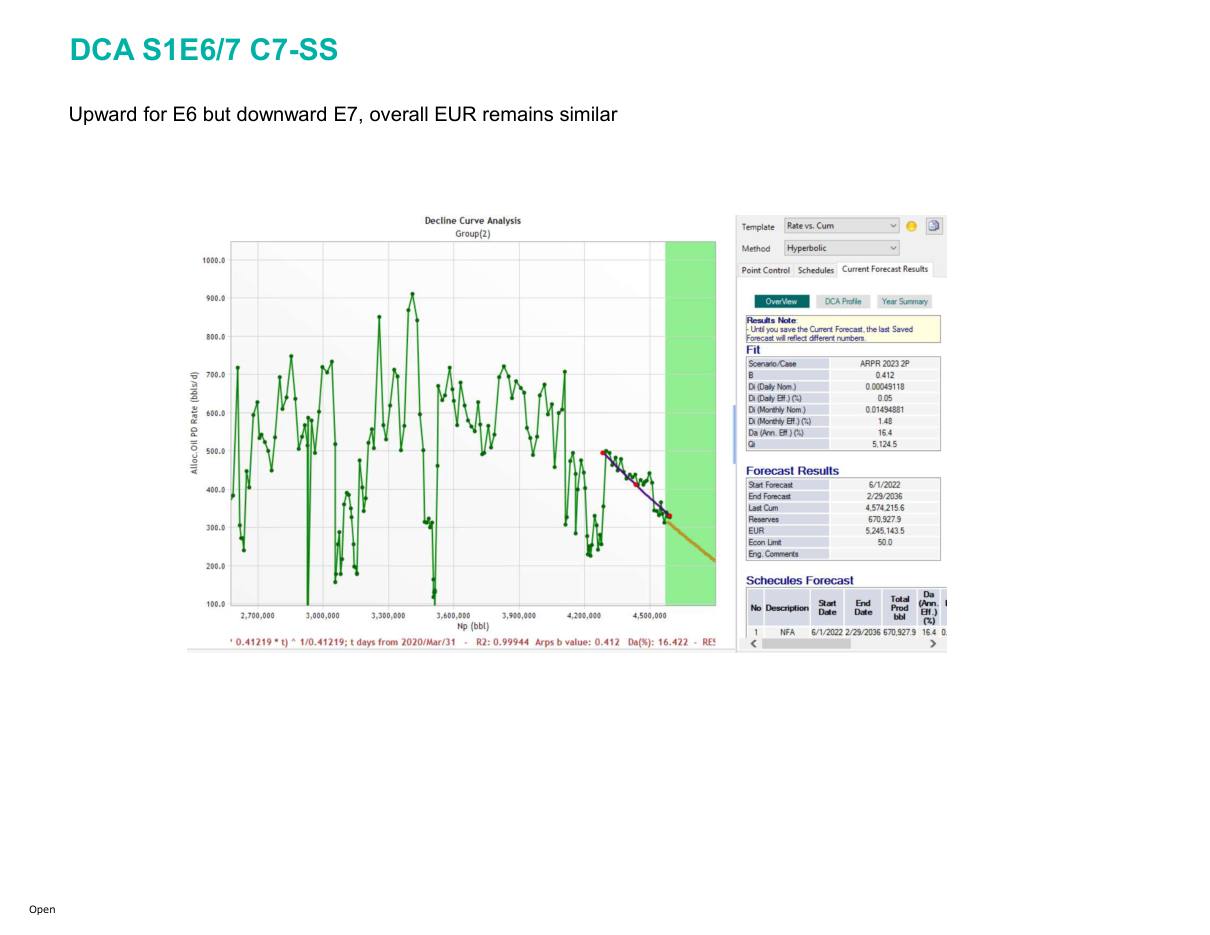 DCA S1E6/7 C7-SS
Upward for E6 but downward E7, overall EUR remains similar
Decline Curve Analysis
Group(2)
Alloc.Oil PD Rate (bbls/d)
1000.0
900.0
800.0
700.0
600.0
500.0
400.0
300.0
200.0
100.0
2,700,000 3,000,000 3,300,000 3,600,000 3,900,000 4,200,000 4,500,000
Np (bbl)
' 0.41219 * t) ^ 1/0.41219; t days from 2020/Mar/31 - R2: 0.99944 Arps b value: 0.412 Da(%): 16.422 - RES
Template Rate vs. Cum
Method Hyperbolic
Point Control Schedules Current Forecast Results
OverView DCA Profile Year Summary
Results Note:
- Until you save the Current Forecast, the last Saved
Forecast will reflect different numbers.
Fit
Scenario/Case ARPR 2023 2P
B 0.412
Di (Daily Nom.) 0.00049118
Di (Daily Eff.) (%) 0.05
Di (Monthly Nom.) 0.01494881
Di (Monthly Eff.) (%) 1.48
Da (Ann. Eff.) (%) 16.4
Qi 5,124.5
Forecast Results
Start Forecast 6/1/2022
End Forecast 2/29/2036
Last Cum 4,574,215.6
Reserves 670,927.9
EUR 5,245,143.5
Econ Limit 50.0
Eng. Comments
Schecules Forecast
No Description Start Date End Date Total Prod bbl Da (Ann. Eff.) (%)
1 NFA 6/1/2022 2/29/2036 670,927.9 16.4 0.
Open